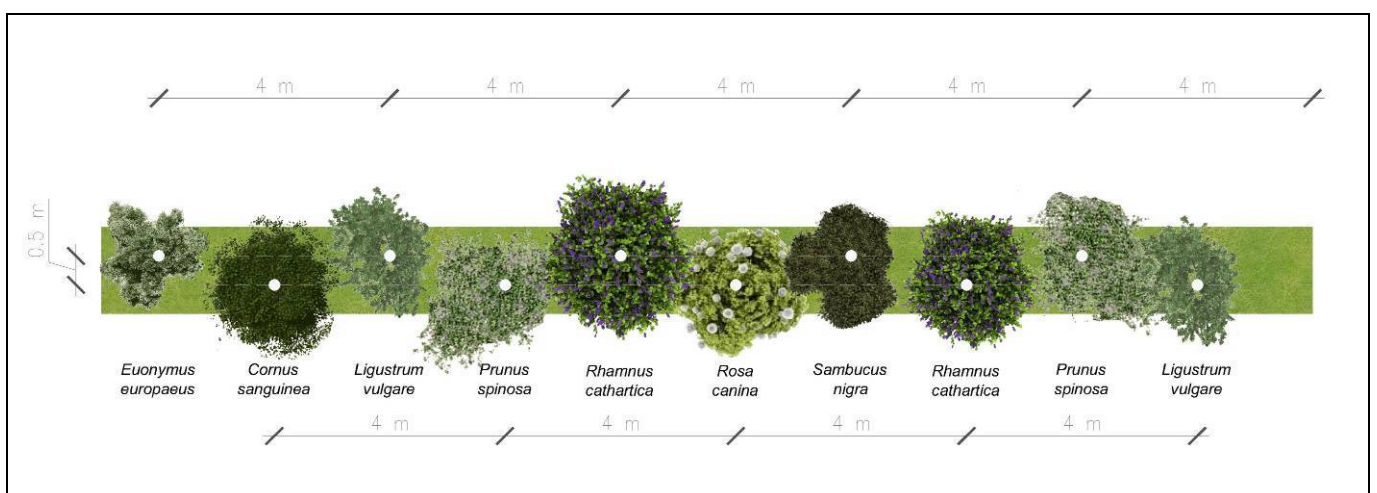 4 m 4 m 4 m 4 m 4 m
0.5 m
Euonymus europaeus
Cornus sanguinea
Ligustrum vulgare
Prunus spinosa
Rhamnus cathartica
Rosa canina
Sambucus nigra
Rhamnus cathartica
Prunus spinosa
Ligustrum vulgare
4 m 4 m 4 m 4 m